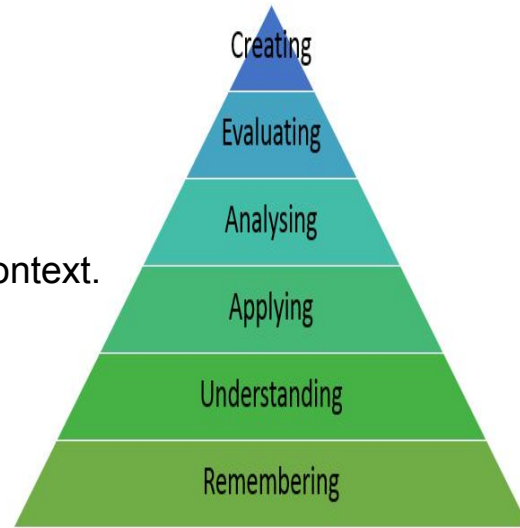 Creating
Evaluating
Analysing
ontext.
Applying
Understanding
Remembering